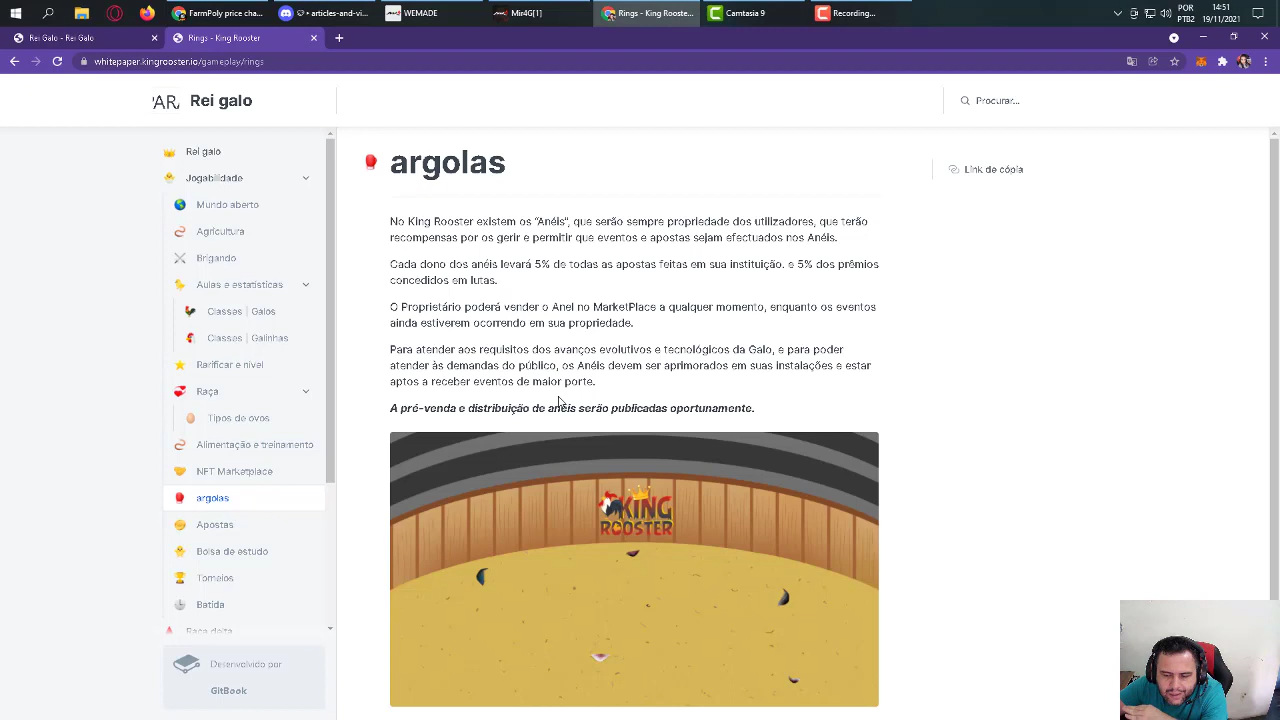 FarmPoly price cha...
articles-and-vi...
WEMADE
Mir4G[1]
Rings - King Rooste...
Camtasia 9
Recording...
POR
PTB2
14:51
19/11/2021
Rei Galo - Rei Galo
Rings - King Rooster
whitepaper.kingrooster.io/gameplay/rings
Rei galo
Procurar...
Rei galo
Jogabilidade
Mundo aberto
Agricultura
Brigando
Aulas e estatísticas
Classes | Galos
Classes | Galinhas
Rarificar e nível
Raça
Tipos de ovos
Alimentação e treinamento
NFT Marketplace
argolas
Apostas
Bolsa de estudo
Torneios
Batida
Desenvolvido por
GitBook
argolas
Link de cópia
No King Rooster existem os “Anéis”, que serão sempre propriedade dos utilizadores, que terão
recompensas por os gerir e permitir que eventos e apostas sejam efectuados nos Anéis.
Cada dono dos anéis levará 5% de todas as apostas feitas em sua instituição. e 5% dos prêmios
concedidos em lutas.
O Proprietário poderá vender o Anel no MarketPlace a qualquer momento, enquanto os eventos
ainda estiverem ocorrendo em sua propriedade.
Para atender aos requisitos dos avanços evolutivos e tecnológicos da Galo, e para poder
atender às demandas do público, os Anéis devem ser aprimorados em suas instalações e estar
aptos a receber eventos de maior porte.
A pré-venda e distribuição de anéis serão publicadas oportunamente.
KING
ROOSTER